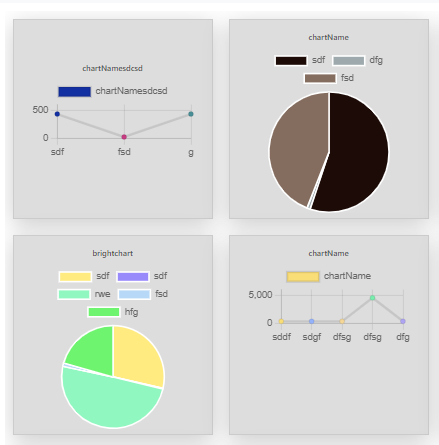 chartNamesdcsd
chartNamesdcsd
500
0
sdf fsd g
chartName
sdf dfg
fsd
brightchart
sdf sdf
rwe fsd
hfg
chartName
chartName
5,000
0
sddf sdgf dfsg dfsg dfg